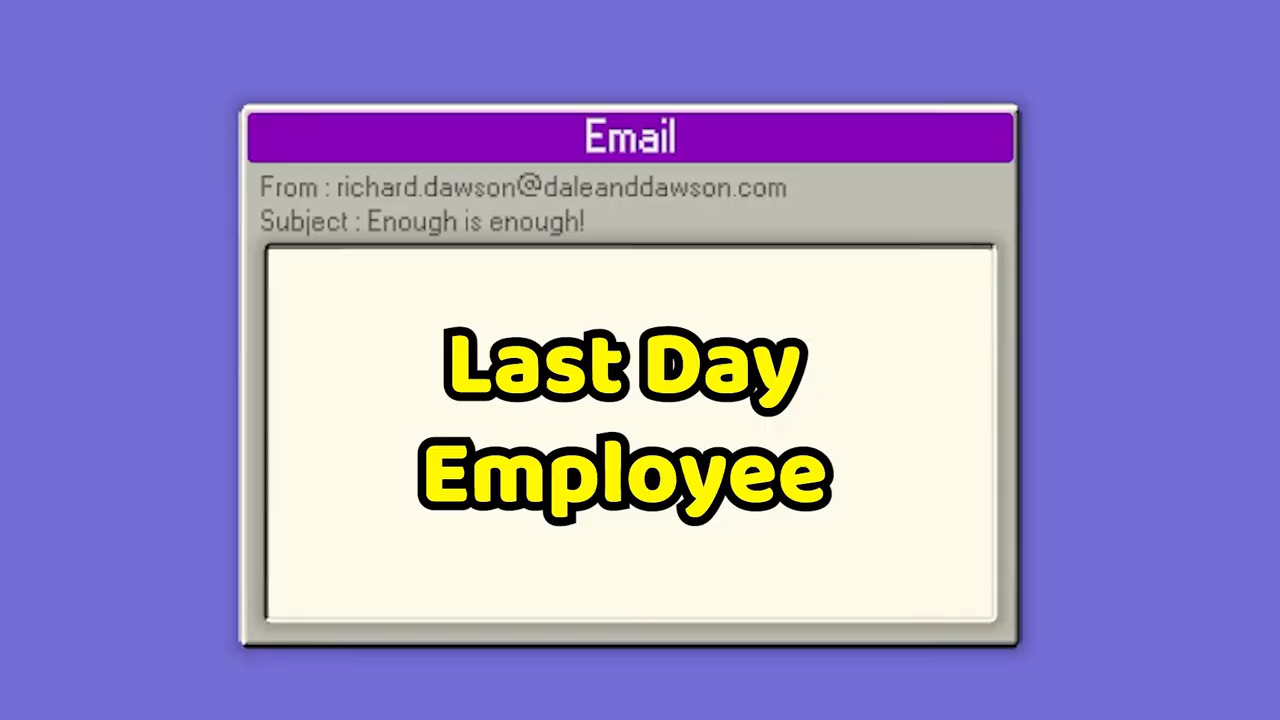 Email
From : richard.dawson@daleanddawson.com
Subject : Enough is enough!
Last Day
Employee